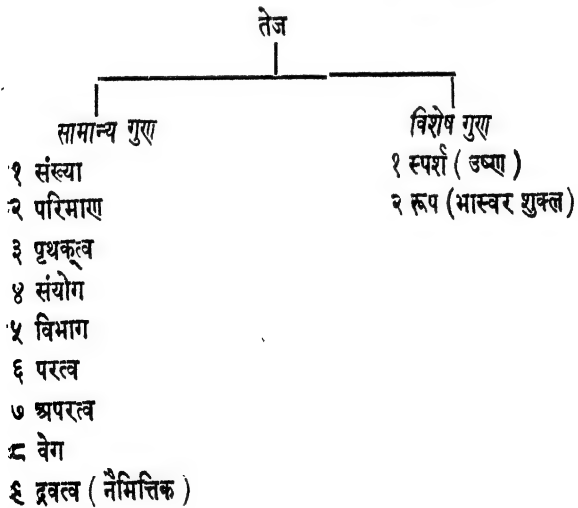 तेज
सामान्य गुण
१ संख्या
२ परिमाण
३ पृथक्त्व
४ संयोग
५ विभाग
६ परत्व
७ अपरत्व
८ वेग
९ द्रवत्व ( नैमित्तिक )
विशेष गुण
१ स्पर्श ( उष्ण )
२ रूप (भास्वर शुक्ल)